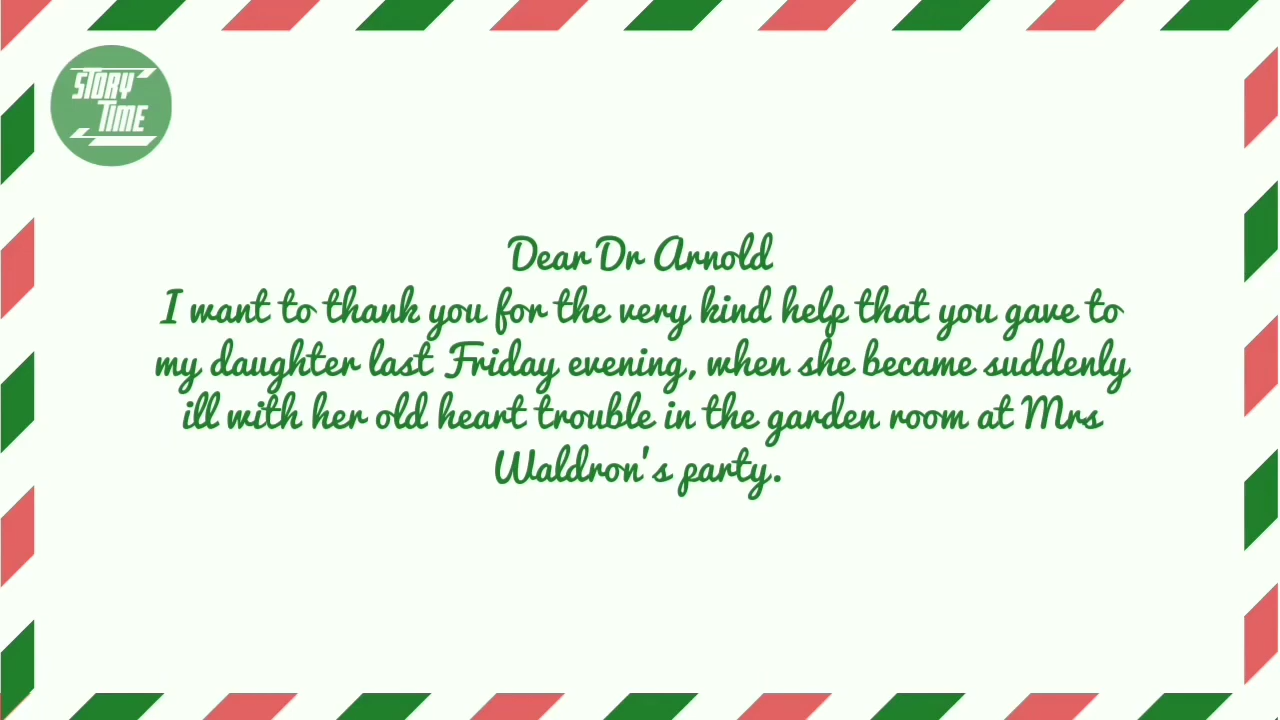 STORY
TIME
Dear Dr Arnold
I want to thank you for the very kind help that you gave to
my daughter last Friday evening, when she became suddenly
ill with her old heart trouble in the garden room at Mrs
Waldron's party.